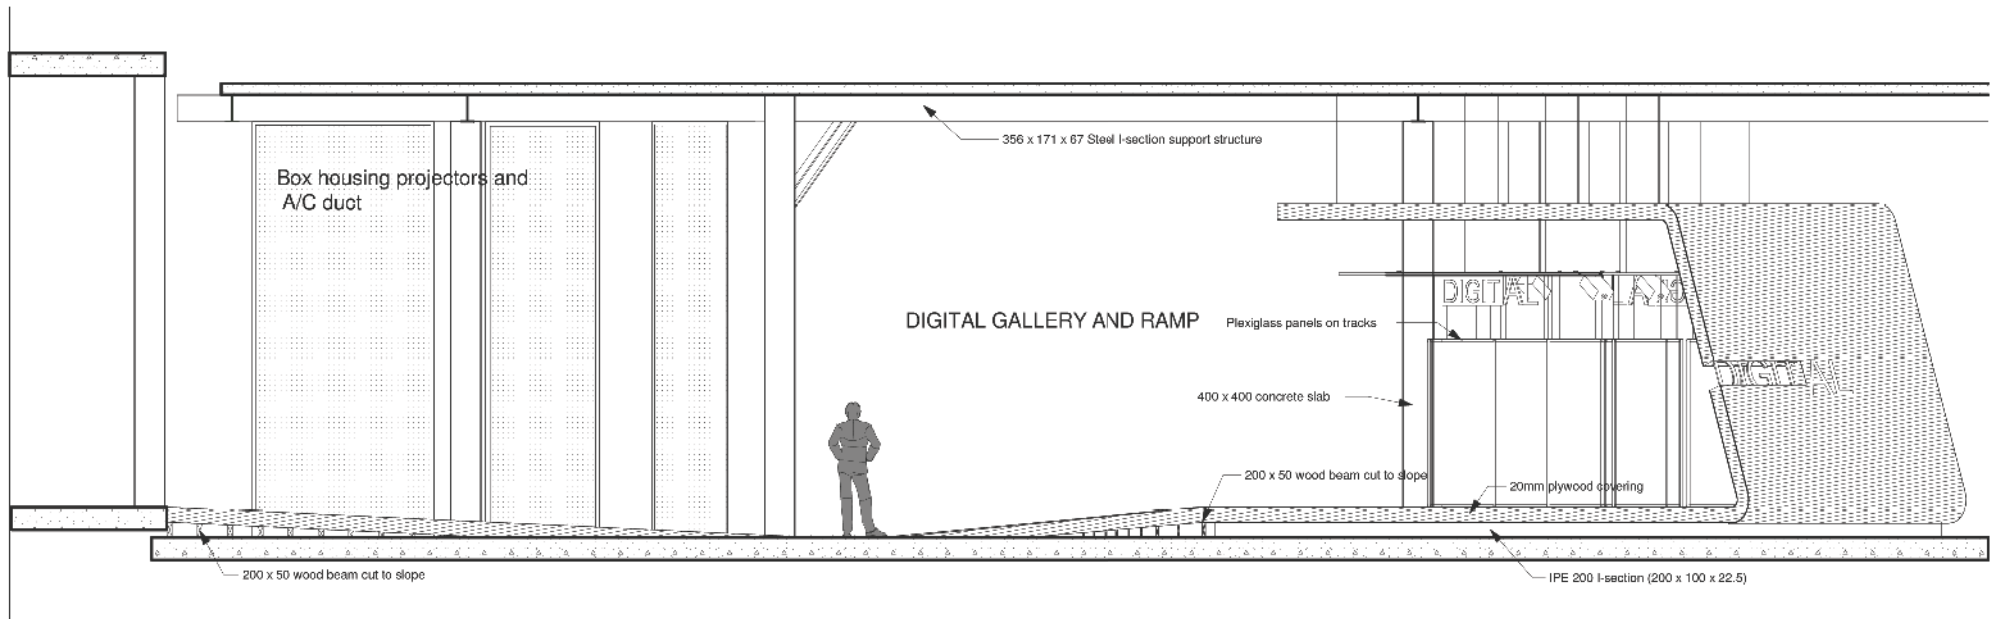 356 x 171 x 67 Steel I-section support structure
Box housing projectors and
A/C duct
DIGITAL
DIGITAL GALLERY AND RAMP
Plexiglass panels on tracks
DIGITAL
400 x 400 concrete slab
200 x 50 wood beam cut to slope
20mm plywood covering
200 x 50 wood beam cut to slope
IPE 200 I-section (200 x 100 x 22.5)